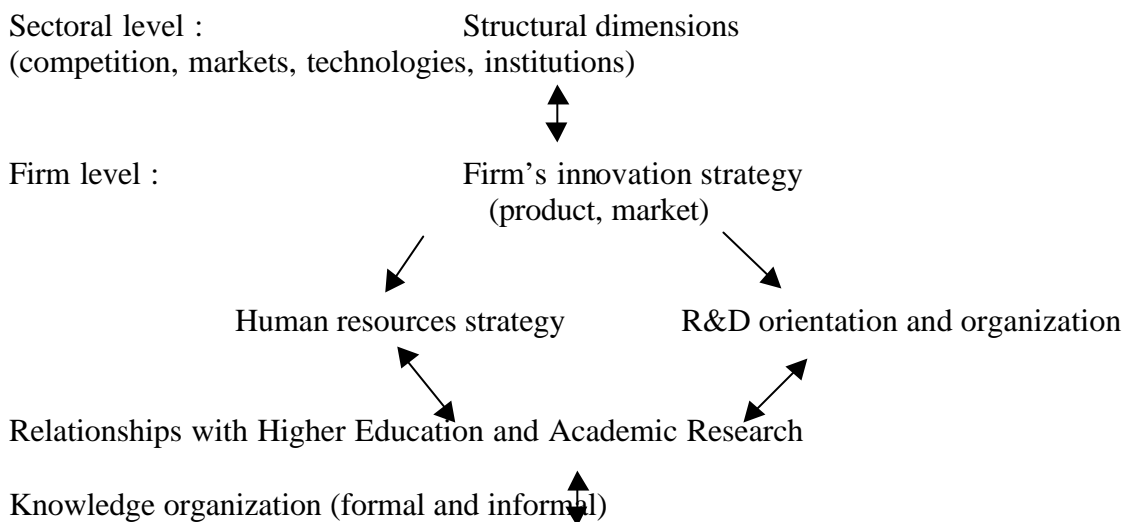 Sectoral level : Structural dimensions
(competition, markets, technologies, institutions)
Firm level : Firm’s innovation strategy
(product, market)
Human resources strategy R&D orientation and organization
Relationships with Higher Education and Academic Research
Knowledge organization (formal and informal)